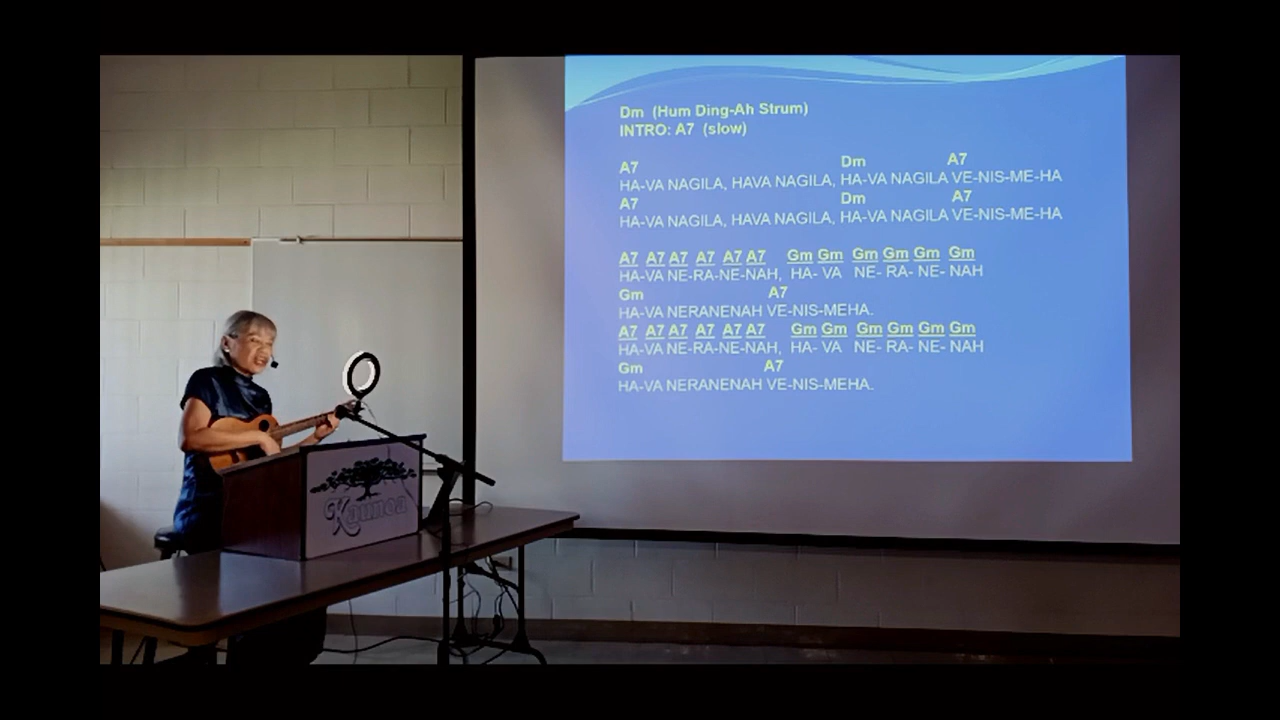 Dm (Hum Ding-Ah Strum)
INTRO: A7 (slow)
A7 Dm A7
HA-VA NAGILA, HAVA NAGILA, HA-VA NAGILA VE-NIS-ME-HA
A7 Dm A7
HA-VA NAGILA, HAVA NAGILA, HA-VA NAGILA VE-NIS-ME-HA
A7 A7 A7 A7 A7 A7 Gm Gm Gm Gm Gm Gm
HA-VA NE-RA-NE-NAH, HA- VA NE- RA- NE- NAH
Gm A7
HA-VA NERANENAH VE-NIS-MEHA.
A7 A7 A7 A7 A7 A7 Gm Gm Gm Gm Gm Gm
HA-VA NE-RA-NE-NAH, HA- VA NE- RA- NE- NAH
Gm A7
HA-VA NERANENAH VE-NIS-MEHA.
Kaunoa